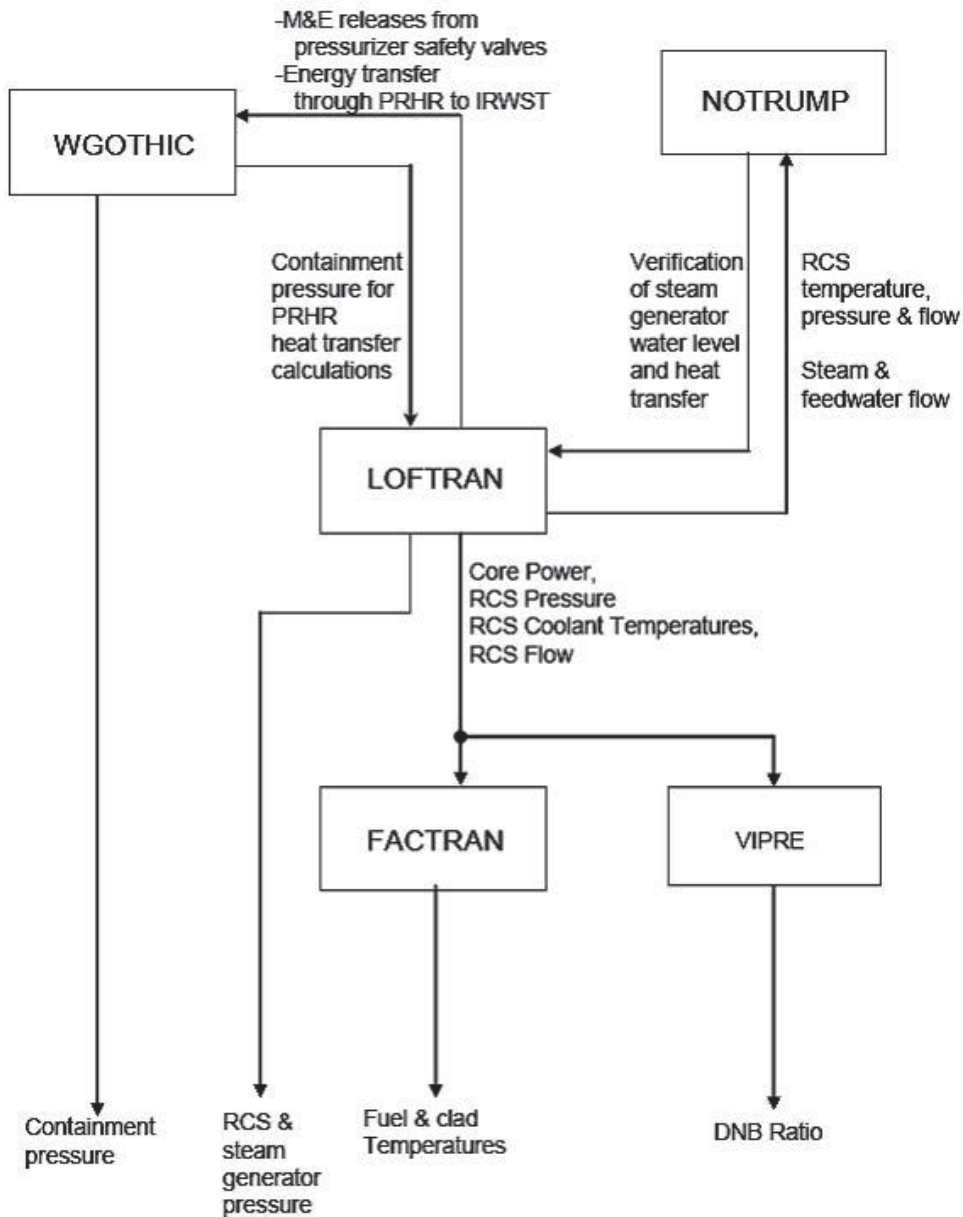 -M&E releases from
pressurizer safety valves
-Energy transfer
through PRHR to IRWST
WGOTHIC
NOTRUMP
Containment
pressure for
PRHR
heat transfer
calculations
Verification
of steam
generator
water level
and heat
transfer
RCS
temperature,
pressure & flow
Steam &
feedwater flow
LOFTRAN
Core Power,
RCS Pressure
RCS Coolant Temperatures,
RCS Flow
FACTRAN
VIPRE
Containment
pressure
RCS &
steam
generator
pressure
Fuel & clad
Temperatures
DNB Ratio